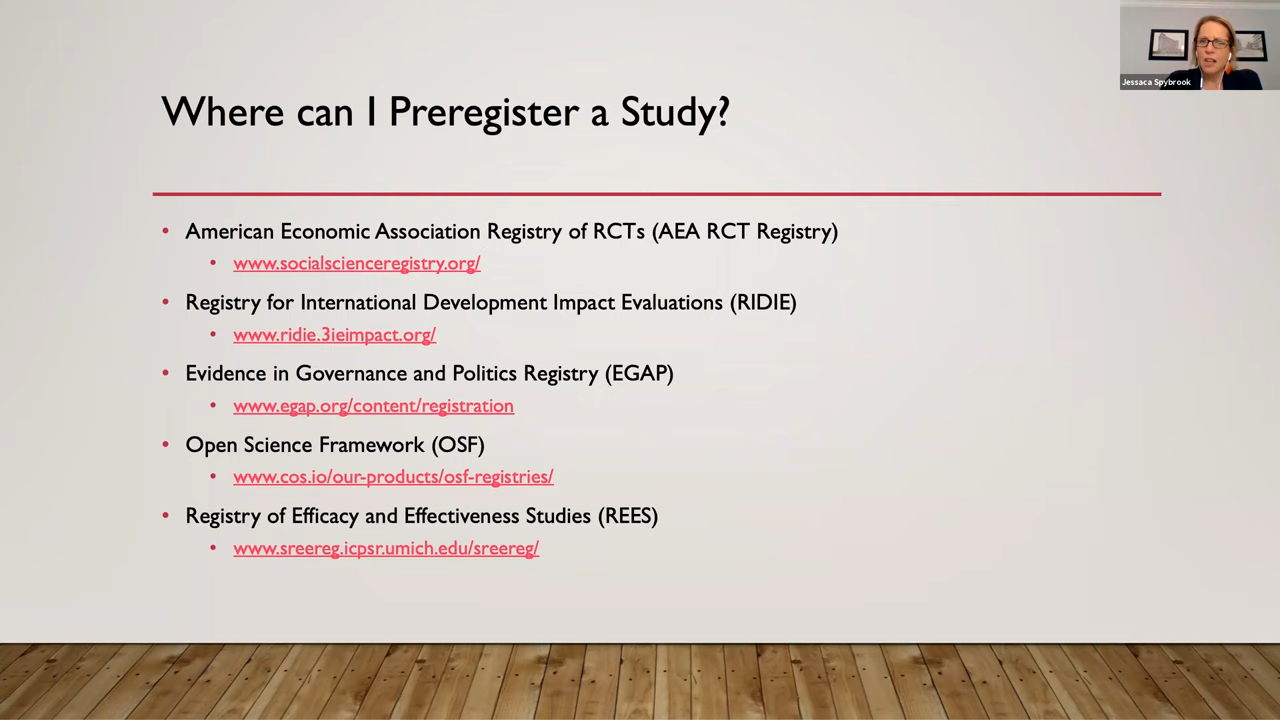 Jessaca Spybrook
Where can I Preregister a Study?
• American Economic Association Registry of RCTs (AEA RCT Registry)
• www.socialscienceregistry.org/
• Registry for International Development Impact Evaluations (RIDIE)
• www.ridie.3ieimpact.org/
• Evidence in Governance and Politics Registry (EGAP)
• www.egap.org/content/registration
• Open Science Framework (OSF)
• www.cos.io/our-products/osf-registries/
• Registry of Efficacy and Effectiveness Studies (REES)
• www.sreereg.icpsr.umich.edu/sreereg/